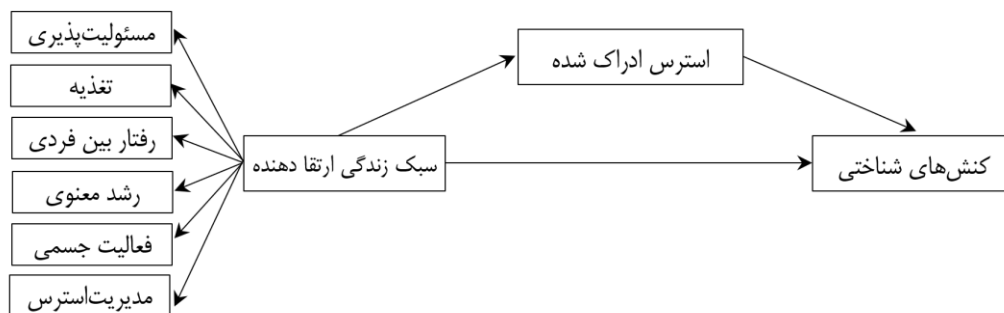 مسئولیت‌پذیری
تغذیه
رفتار بین فردی
رشد معنوی
فعالیت جسمی
مدیریت‌استرس
سبک زندگی ارتقا دهنده
استرس ادراک شده
کنش‌های شناختی